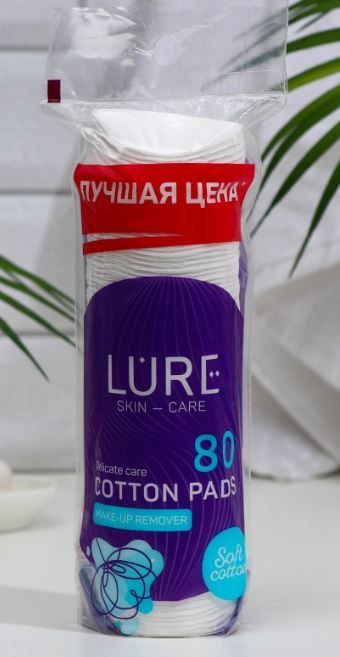 ЛУЧШАЯ ЦЕНА
LURE
SKIN — CARE
80
Delicate care
COTTON PADS
MAKE-UP REMOVER
Soft
cotton